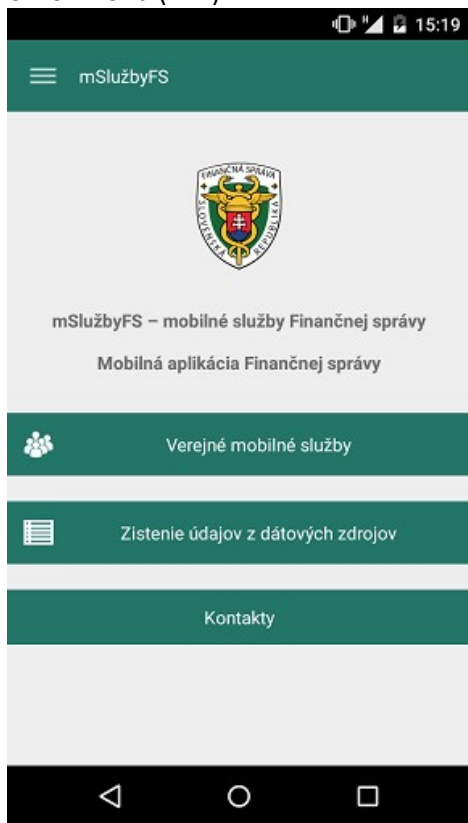 15:19
mSlužbyFS
FINANČNÁ SPRÁVA
SLOVENSKÁ REPUBLIKA
mSlužbyFS – mobilné služby Finančnej správy
Mobilná aplikácia Finančnej správy
Verejné mobilné služby
Zistenie údajov z dátových zdrojov
Kontakty